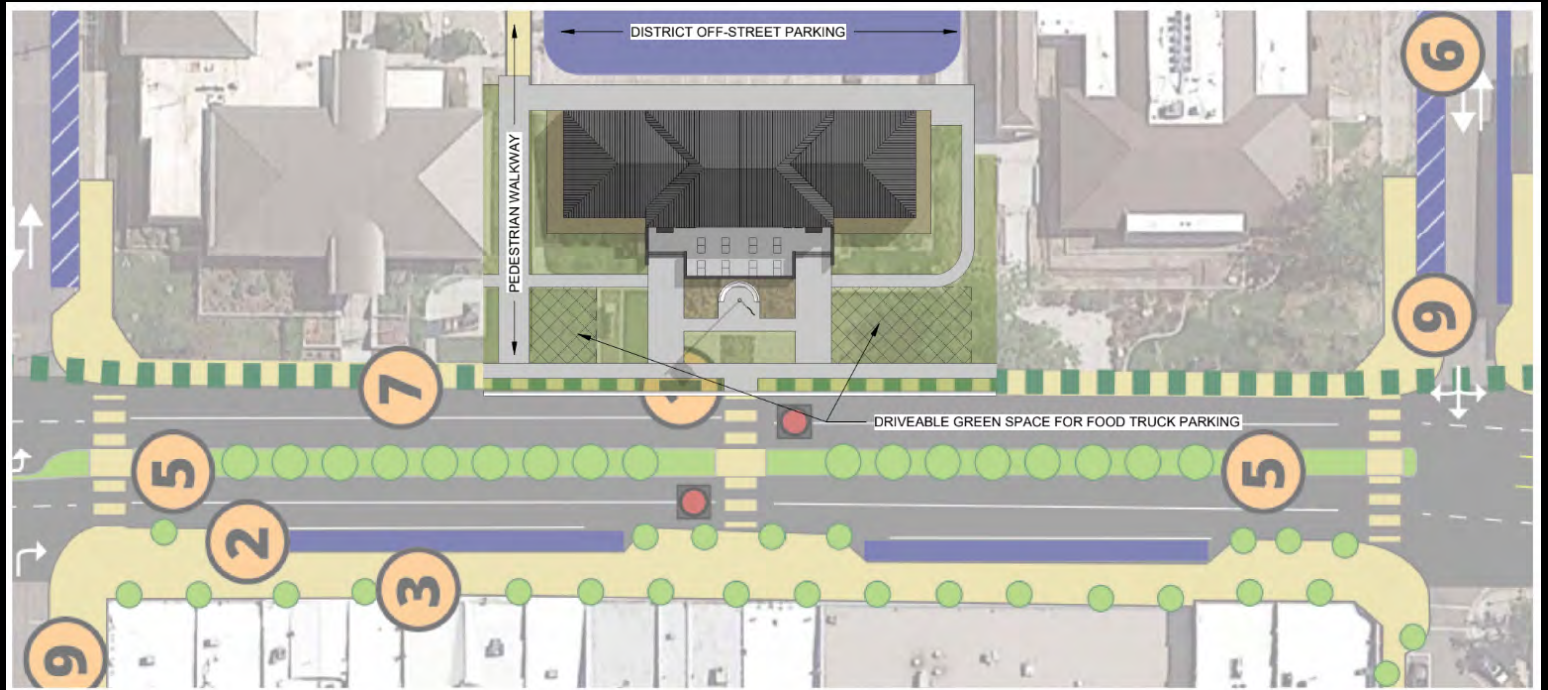 DISTRICT OFF-STREET PARKING
6
PEDESTRIAN WALKWAY
9
7
DRIVEABLE GREEN SPACE FOR FOOD TRUCK PARKING
5
5
2
3
9